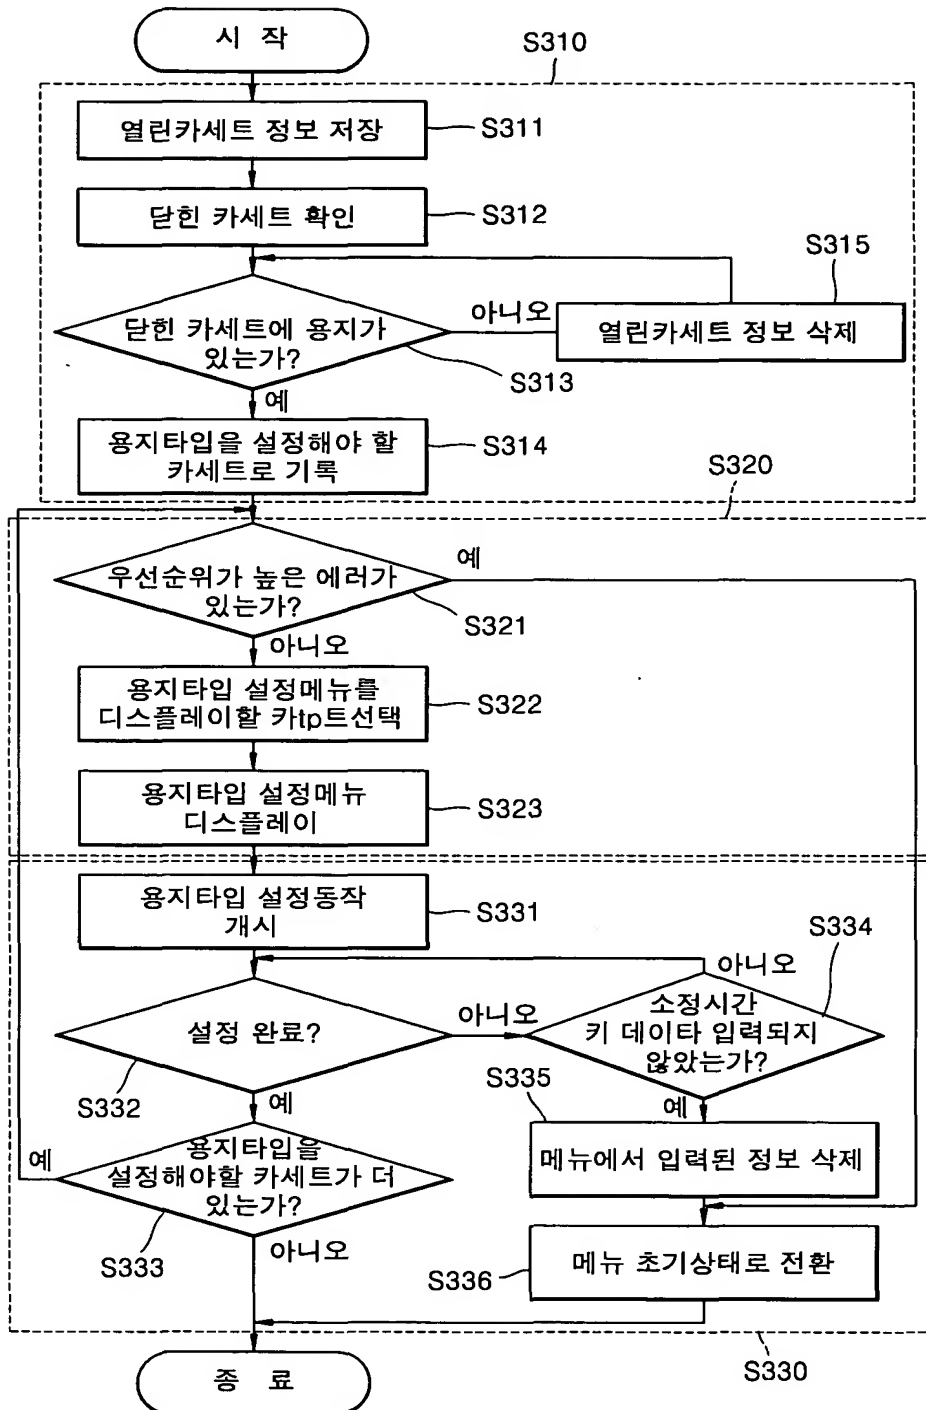 시 작
S310
열린카세트 정보 저장
S311
닫힌 카세트 확인
S312
S315
닫힌 카세트에 용지가
있는가?
아니오
열린카세트 정보 삭제
S313
예
용지타입을 설정해야 할
카세트로 기록
S314
S320
우선순위가 높은 에러가
있는가?
예
S321
아니오
용지타입 설정메뉴를
디스플레이할 카tp트선택
S322
용지타입 설정메뉴
디스플레이
S323
용지타입 설정동작
개시
S331
S334
아니오
설정 완료?
아니오
소정시간
키 데이타 입력되지
않았는가?
S335
S332
예
예
용지타입을
설정해야할 카세트가 더
있는가?
예
메뉴에서 입력된 정보 삭제
S333
아니오
S336
메뉴 초기상태로 전환
S330
종 료